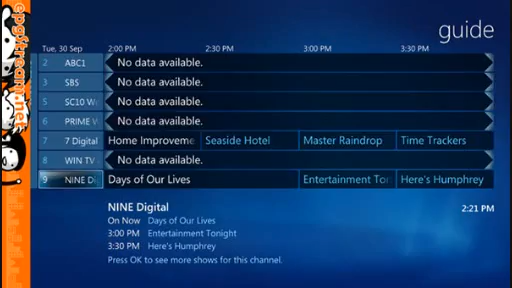 guide
Tue, 30 Sep 2:00 PM 2:30 PM 3:00 PM 3:30 PM
2 ABC1 No data available.
3 SBS No data available.
5 SC10 W No data available.
6 PRIME No data available.
7 7 Digital Home Improveme Seaside Hotel Master Raindrop Time Trackers
8 WIN TV No data available.
9 NINE Di Days of Our Lives Entertainment To Here's Humphrey
NINE Digital 2:21 PM
On Now Days of Our Lives
3:00 PM Entertainment Tonight
3:30 PM Here's Humphrey
Press OK to see more shows for this channel.
epgStream.net